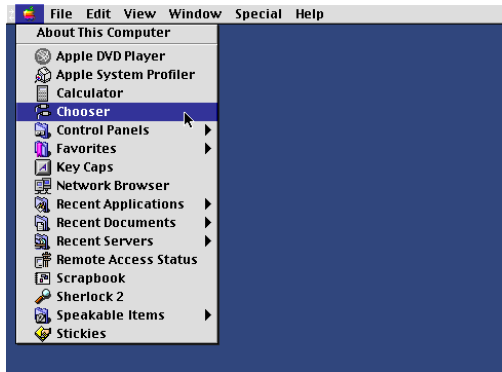 File Edit View Window Special Help
About This Computer
Apple DVD Player
Apple System Profiler
Calculator
Chooser
Control Panels
Favorites
Key Caps
Network Browser
Recent Applications
Recent Documents
Recent Servers
Remote Access Status
Scrapbook
Sherlock 2
Speakable Items
Stickies